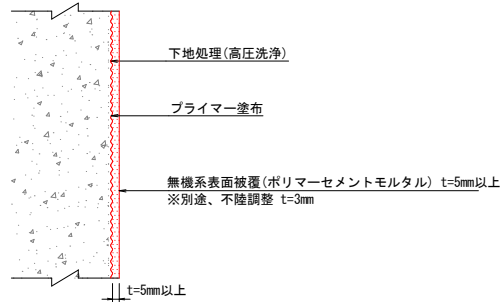 下地処理(高圧洗浄)
プライマー塗布
無機系表面被覆(ポリマーセメントモルタル) t=5mm以上
※別途、不陸調整 t=3mm
t=5mm以上